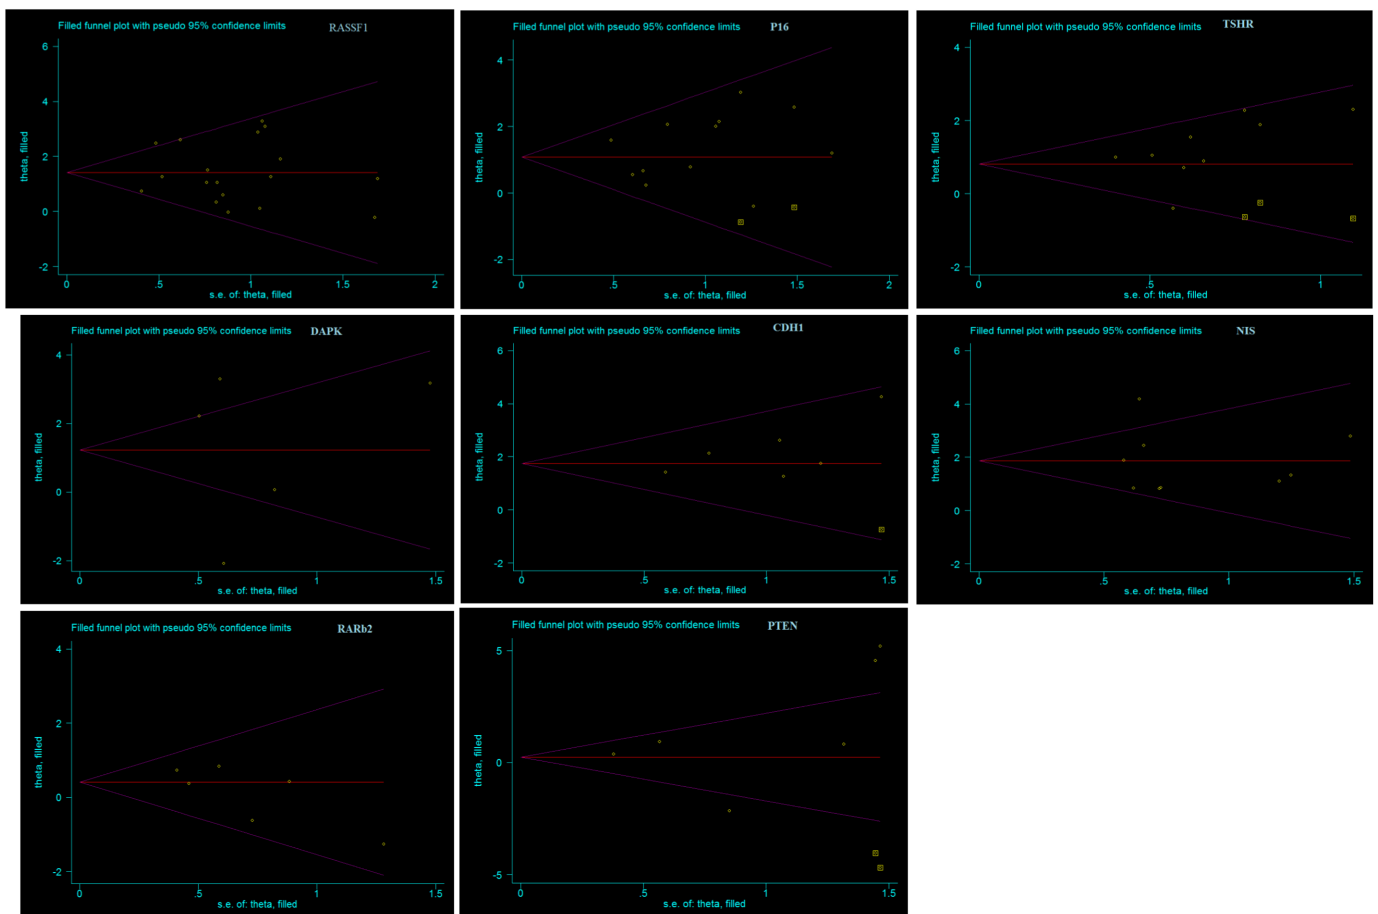 Filled funnel plot with pseudo 95% confidence limits RASSF1
6
4
2
0
-2
theta, filled
0 .5 1 1.5 2
s.e. of: theta, filled
Filled funnel plot with pseudo 95% confidence limits P16
4
2
0
-2
theta, filled
0 .5 1 1.5 2
s.e. of: theta, filled
Filled funnel plot with pseudo 95% confidence limits TSHR
4
2
0
-2
theta, filled
0 .5 1
s.e. of: theta, filled
Filled funnel plot with pseudo 95% confidence limits DAPK
4
2
0
-2
theta, filled
0 .5 1 1.5
s.e. of: theta, filled
Filled funnel plot with pseudo 95% confidence limits CDH1
6
4
2
0
-2
theta, filled
0 .5 1 1.5
s.e. of: theta, filled
Filled funnel plot with pseudo 95% confidence limits NIS
6
4
2
0
-2
theta, filled
0 .5 1 1.5
s.e. of: theta, filled
Filled funnel plot with pseudo 95% confidence limits RARb2
4
2
0
-2
theta, filled
0 .5 1 1.5
s.e. of: theta, filled
Filled funnel plot with pseudo 95% confidence limits PTEN
5
0
-5
theta, filled
0 .5 1 1.5
s.e. of: theta, filled